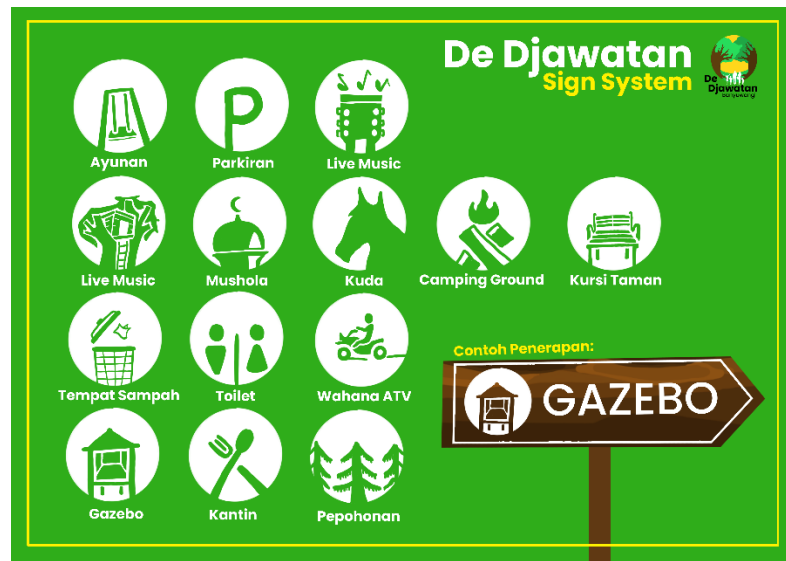 De Djawatan
Sign System
De
Djawatan
Banyuwangi
P
Ayunan
Parkiran
Live Music
Live Music
Mushola
Kuda
Camping Ground
Kursi Taman
Tempat Sampah
Toilet
Wahana ATV
Contoh Penerapan:
GAZEBO
Gazebo
Kantin
Pepohonan